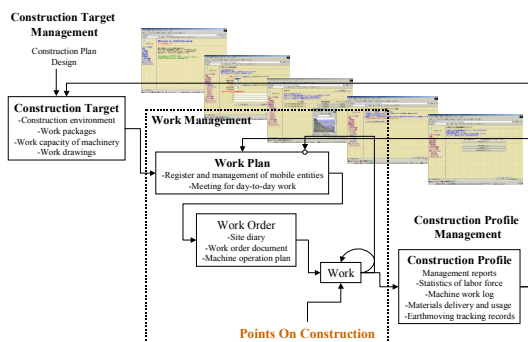 Construction Target
Management
Construction Plan
Design
Construction Target
-Construction environment
-Work packages
-Work capacity of machinery
-Work drawings
Work Management
Work Plan
-Register and management of mobile entities
-Meeting for day-to-day work
Work Order
-Site diary
-Work order document
-Machine operation plan
Work
Points On Construction
Construction Profile
Management
Construction Profile
Management reports
-Statistics of labor force
-Machine work log
-Materials delivery and usage
-Earthmoving tracking records